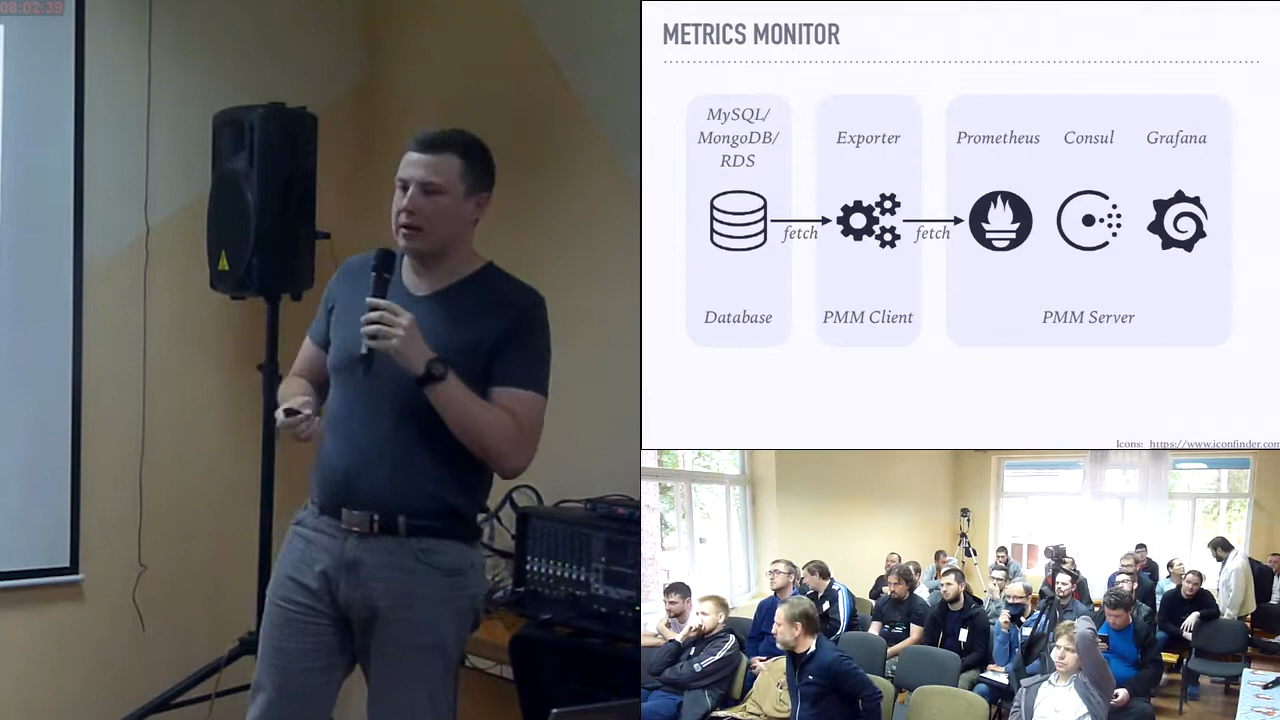 08:02:39
METRICS MONITOR
MySQL/
MongoDB/
RDS
Exporter
Prometheus
Consul
Grafana
fetch
fetch
Database
PMM Client
PMM Server
Icons: https://www.iconfinder.com